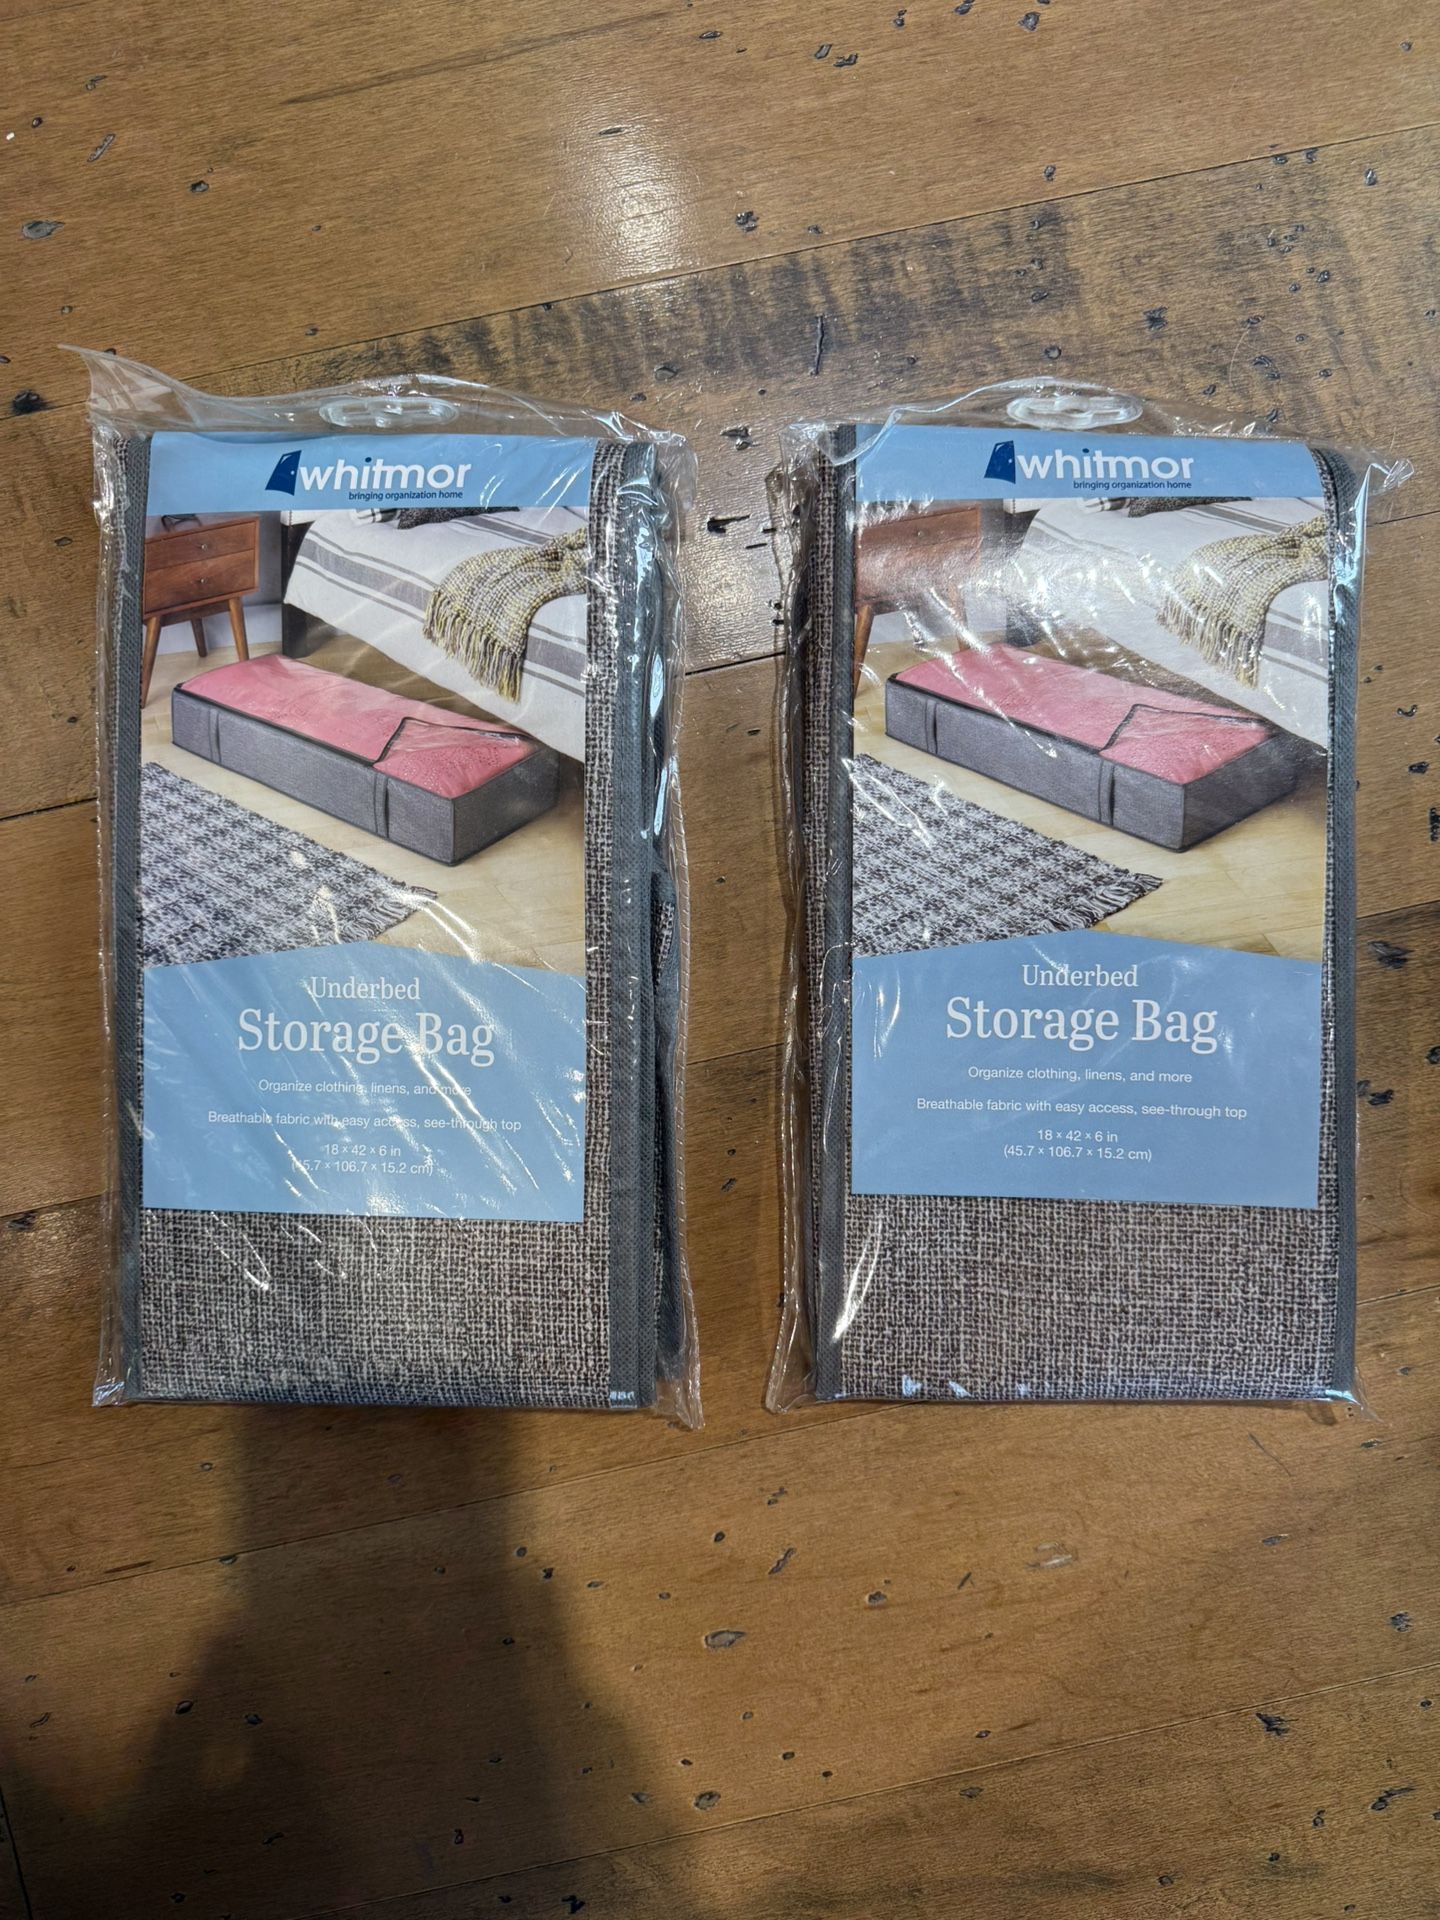 whitmor
bringing organization home
Underbed
Storage Bag
Organize clothing, linens, and more
Breathable fabric with easy access, see-through top
18 × 42 × 6 in
(45.7 × 106.7 × 15.2 cm)
whitmor
bringing organization home
Underbed
Storage Bag
Organize clothing, linens, and more
Breathable fabric with easy access, see-through top
18 × 42 × 6 in
(45.7 × 106.7 × 15.2 cm)